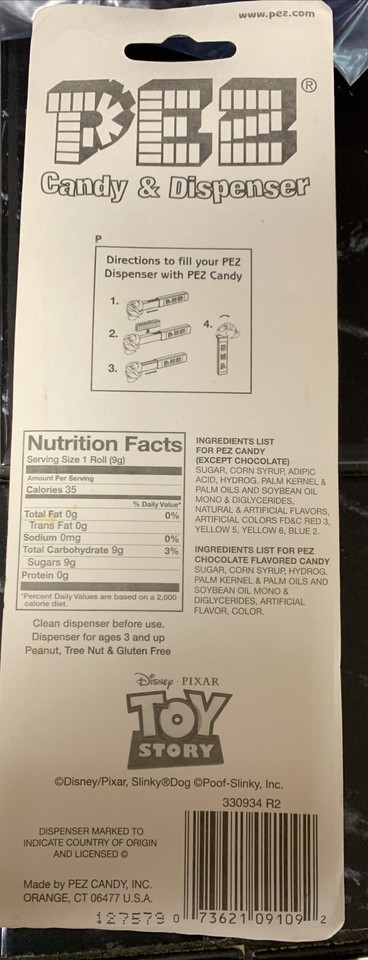 www.pez.com
PEZ®
Candy & Dispenser
P
Directions to fill your PEZ
Dispenser with PEZ Candy
1.
2.
3.
4.
Nutrition Facts
Serving Size 1 Roll (9g)
Amount Per Serving
Calories 35
% Daily Value*
Total Fat 0g 0%
Trans Fat 0g
Sodium 0mg 0%
Total Carbohydrate 9g 3%
Sugars 9g
Protein 0g
*Percent Daily Values are based on a 2,000
calorie diet.
INGREDIENTS LIST
FOR PEZ CANDY
(EXCEPT CHOCOLATE)
SUGAR, CORN SYRUP, ADIPIC
ACID, HYDROG. PALM KERNEL &
PALM OILS AND SOYBEAN OIL
MONO & DIGLYCERIDES,
NATURAL & ARTIFICIAL FLAVORS,
ARTIFICIAL COLORS FD&C RED 3,
YELLOW 5, YELLOW 6, BLUE 2.
INGREDIENTS LIST FOR PEZ
CHOCOLATE FLAVORED CANDY
SUGAR, CORN SYRUP, HYDROG.
PALM KERNEL & PALM OILS AND
SOYBEAN OIL MONO &
DIGLYCERIDES, ARTIFICIAL
FLAVOR, COLOR.
Clean dispenser before use.
Dispenser for ages 3 and up
Peanut, Tree Nut & Gluten Free
DISNEY · PIXAR
TOY
STORY
©Disney/Pixar, Slinky®Dog ©Poof-Slinky, Inc.
330934 R2
DISPENSER MARKED TO
INDICATE COUNTRY OF ORIGIN
AND LICENSED ©
Made by PEZ CANDY, INC.
ORANGE, CT 06477 U.S.A.
127579
0 73621 09109 2